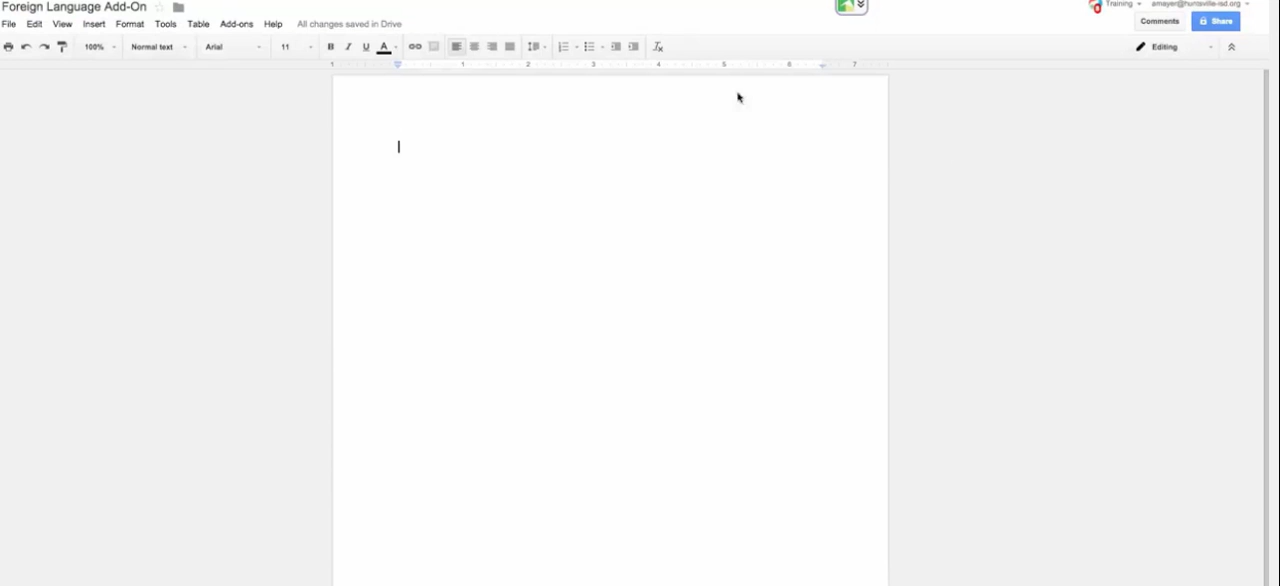 Foreign Language Add-On
Training amayer@huntsville-isd.org
File Edit View Insert Format Tools Table Add-ons Help All changes saved in Drive
Comments Share
100% Normal text Arial 11 B I U A Editing
1 1 2 3 4 5 6 7